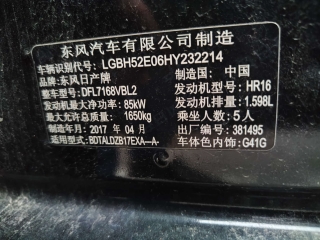 东风汽车有限公司制造
车辆识别代号: LGBH52E06HY232214
品牌: 东风日产牌 制造国: 中国
整车型号: DFL7168VBL2 发动机型号: HR16
发动机最大净功率: 85kW 发动机排量: 1.598L
最大允许总质量: 1650kg 乘坐人数: 5人
制造年月: 2017 年 04 月 出厂编号: 381495
适用: BDTALDZB17EXA--A- 车体色内饰: G41G